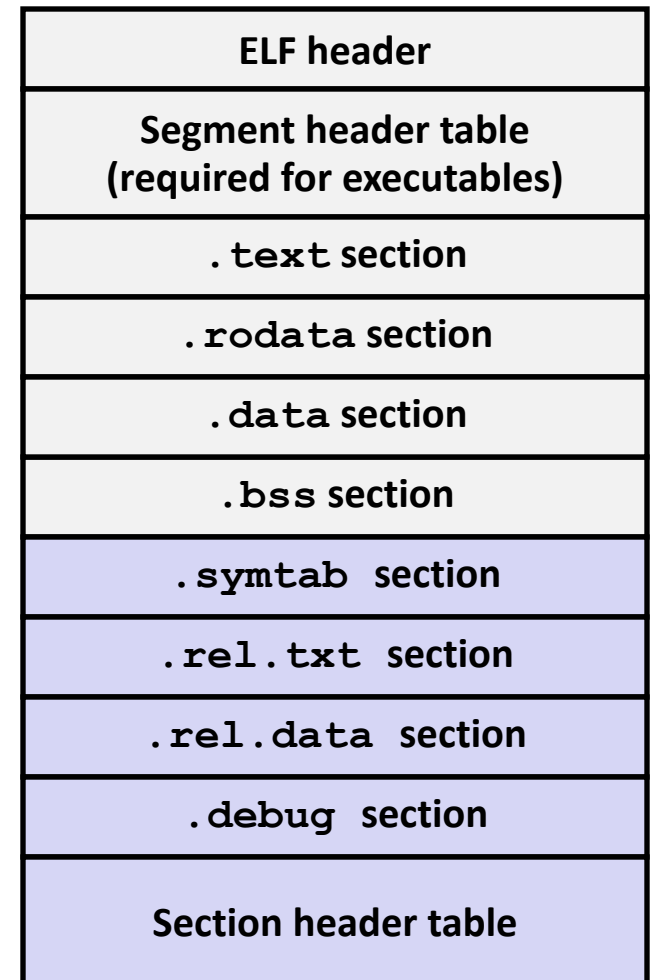 ELF header
Segment header table
(required for executables)
.text section
.rodata section
.data section
.bss section
.symtab section
.rel.txt section
.rel.data section
.debug section
Section header table